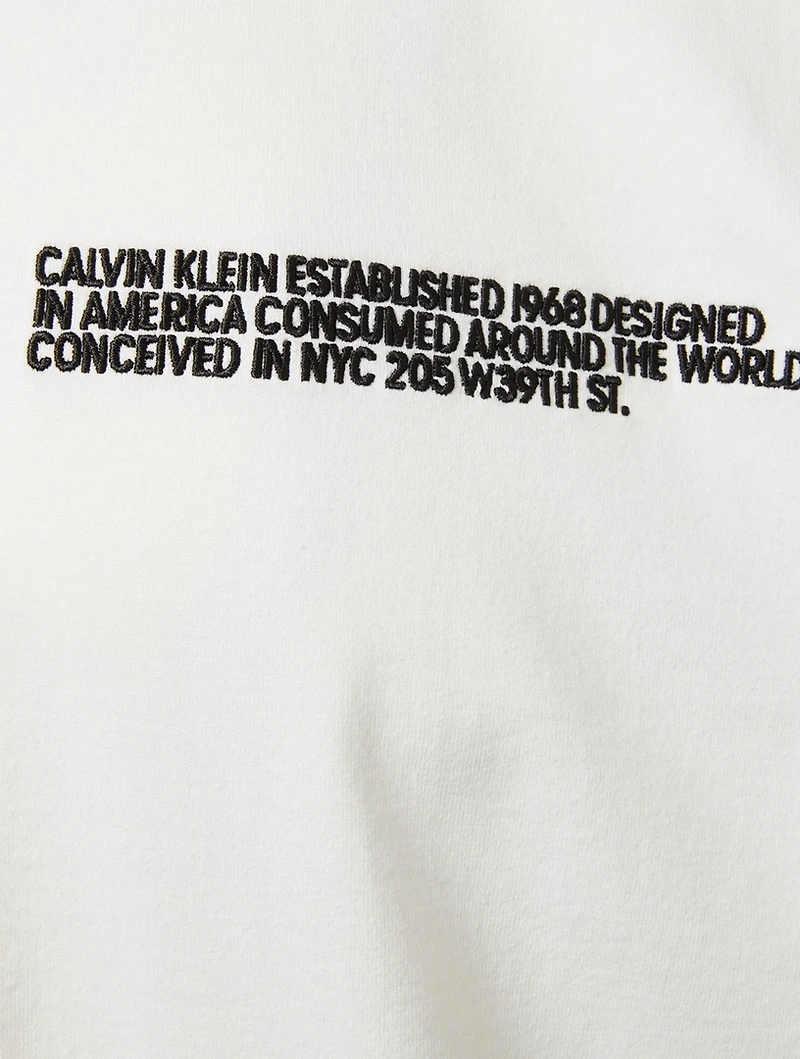 CALVIN KLEIN ESTABLISHED 1968 DESIGNED
IN AMERICA CONSUMED AROUND THE WORLD
CONCEIVED IN NYC 205 W39TH ST.